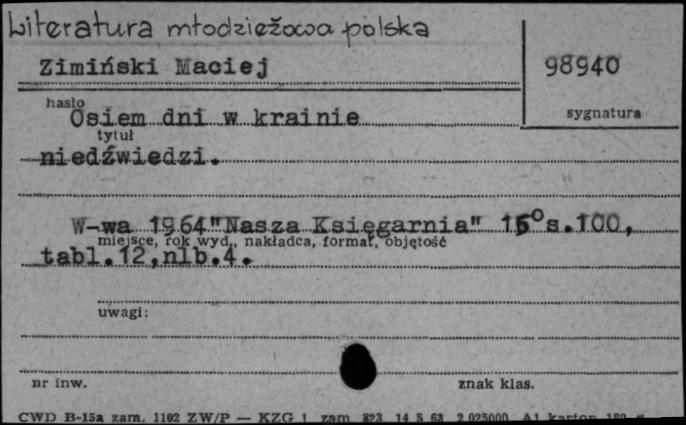 Literatura młodzieżowa polska
Zimiński Maciej
98940
hasło
sygnatura
Osiem dni w krainie
tytuł
niedźwiedzi.
W-wa 1964 "Nasza Księgarnia" 16° s.100,
miejsce, rok wyd., nakładca, format, objętość
tabl.12,nlb.4.
uwagi:
nr inw.
znak klas.
CWD B-15a zam. 1102 ZW/P — KZG 1 zam 823 14 5 63 2 025000 A1 karton 180